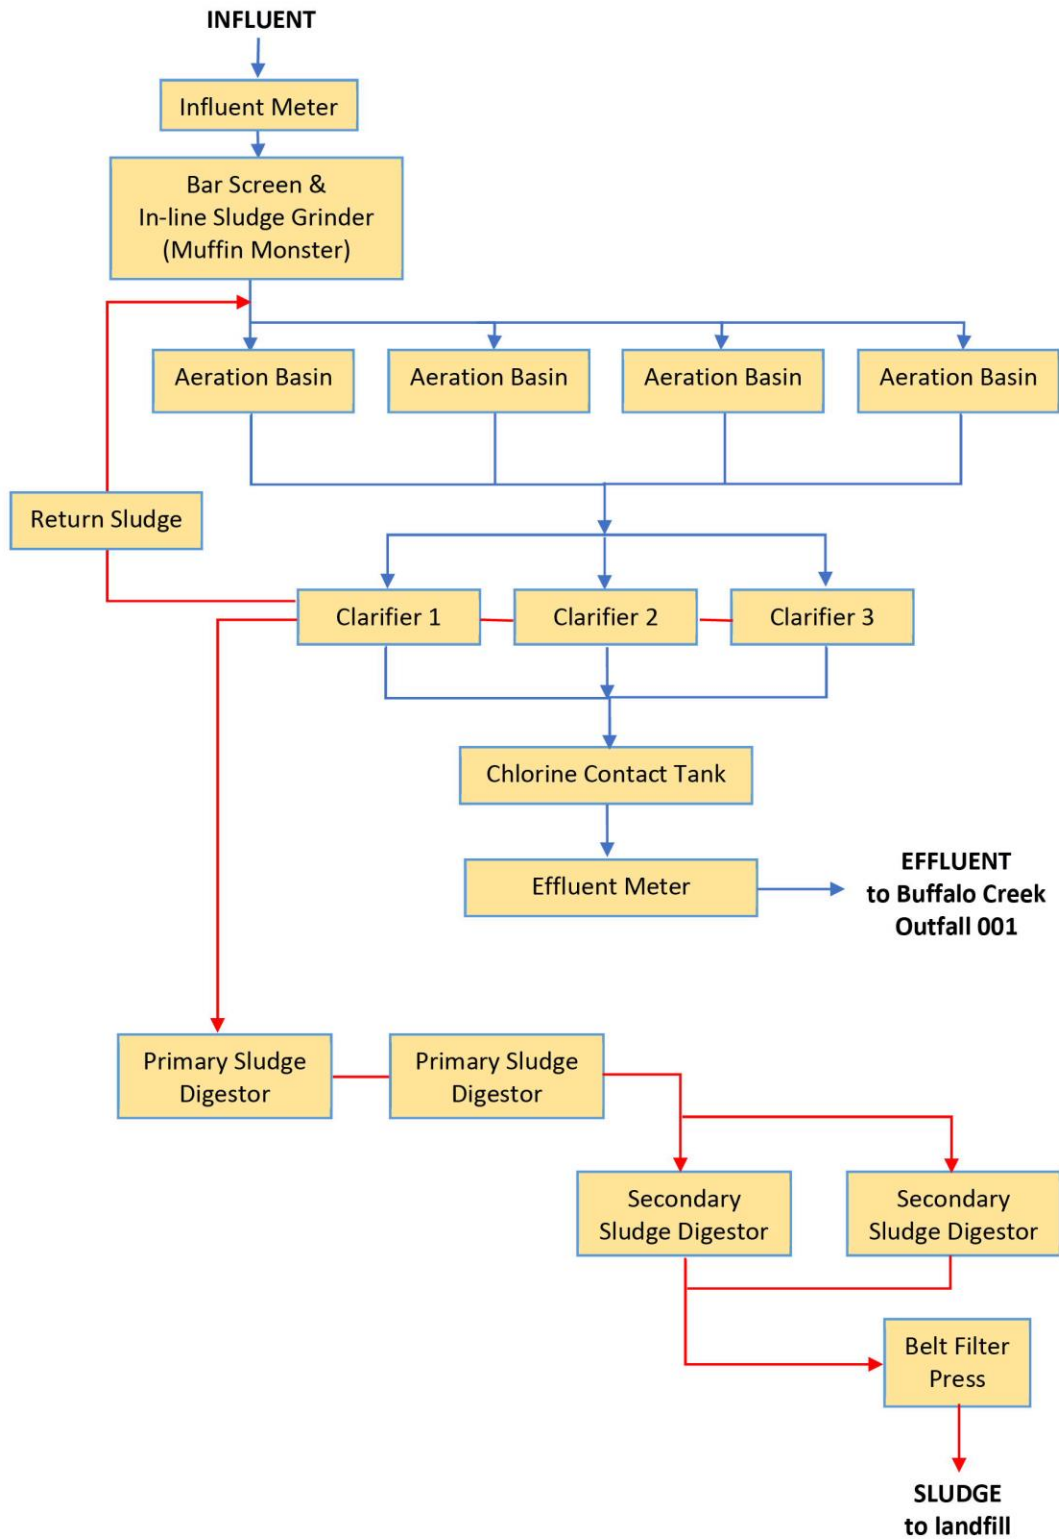 INFLUENT
Influent Meter
Bar Screen &
In-line Sludge Grinder
(Muffin Monster)
Aeration Basin
Aeration Basin
Aeration Basin
Aeration Basin
Return Sludge
Clarifier 1
Clarifier 2
Clarifier 3
Chlorine Contact Tank
Effluent Meter
EFFLUENT
to Buffalo Creek
Outfall 001
Primary Sludge
Digestor
Primary Sludge
Digestor
Secondary
Sludge Digestor
Secondary
Sludge Digestor
Belt Filter
Press
SLUDGE
to landfill